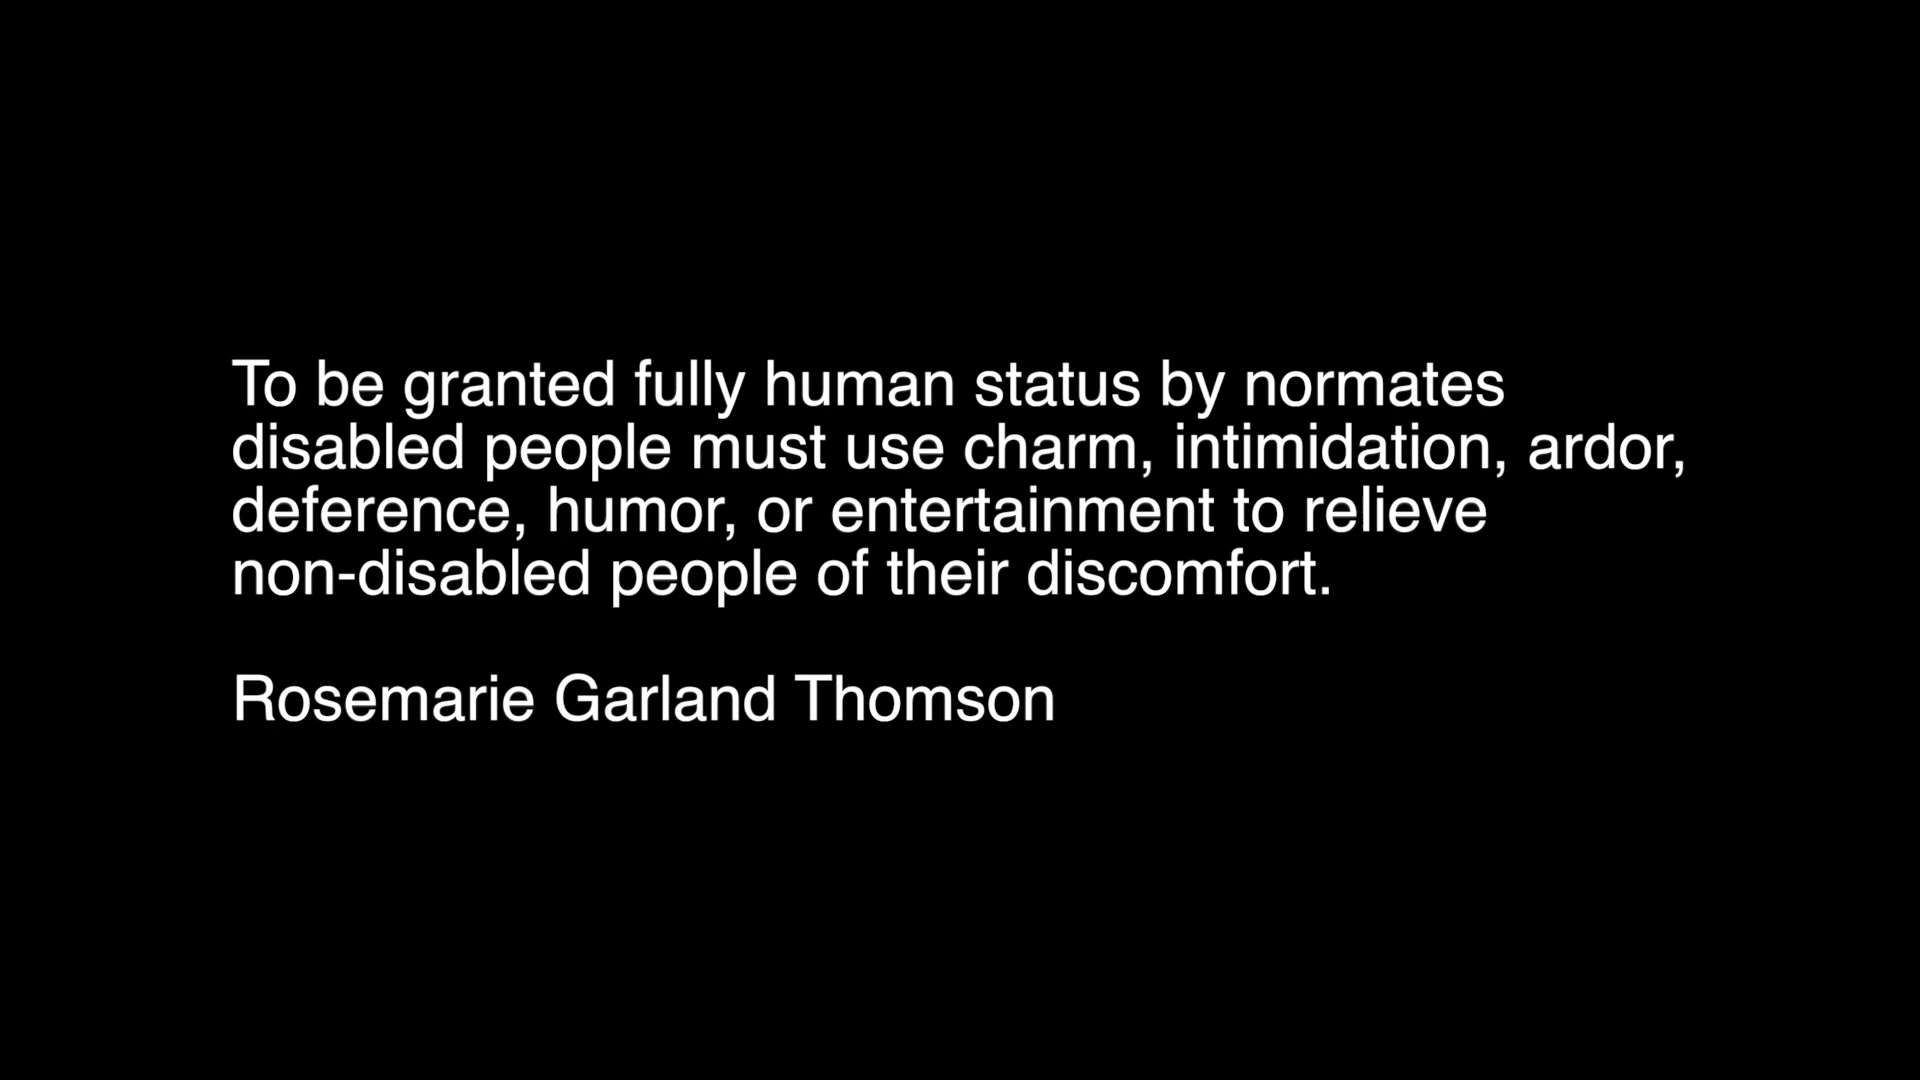 To be granted fully human status by normates
disabled people must use charm, intimidation, ardor,
deference, humor, or entertainment to relieve
non-disabled people of their discomfort.
Rosemarie Garland Thomson